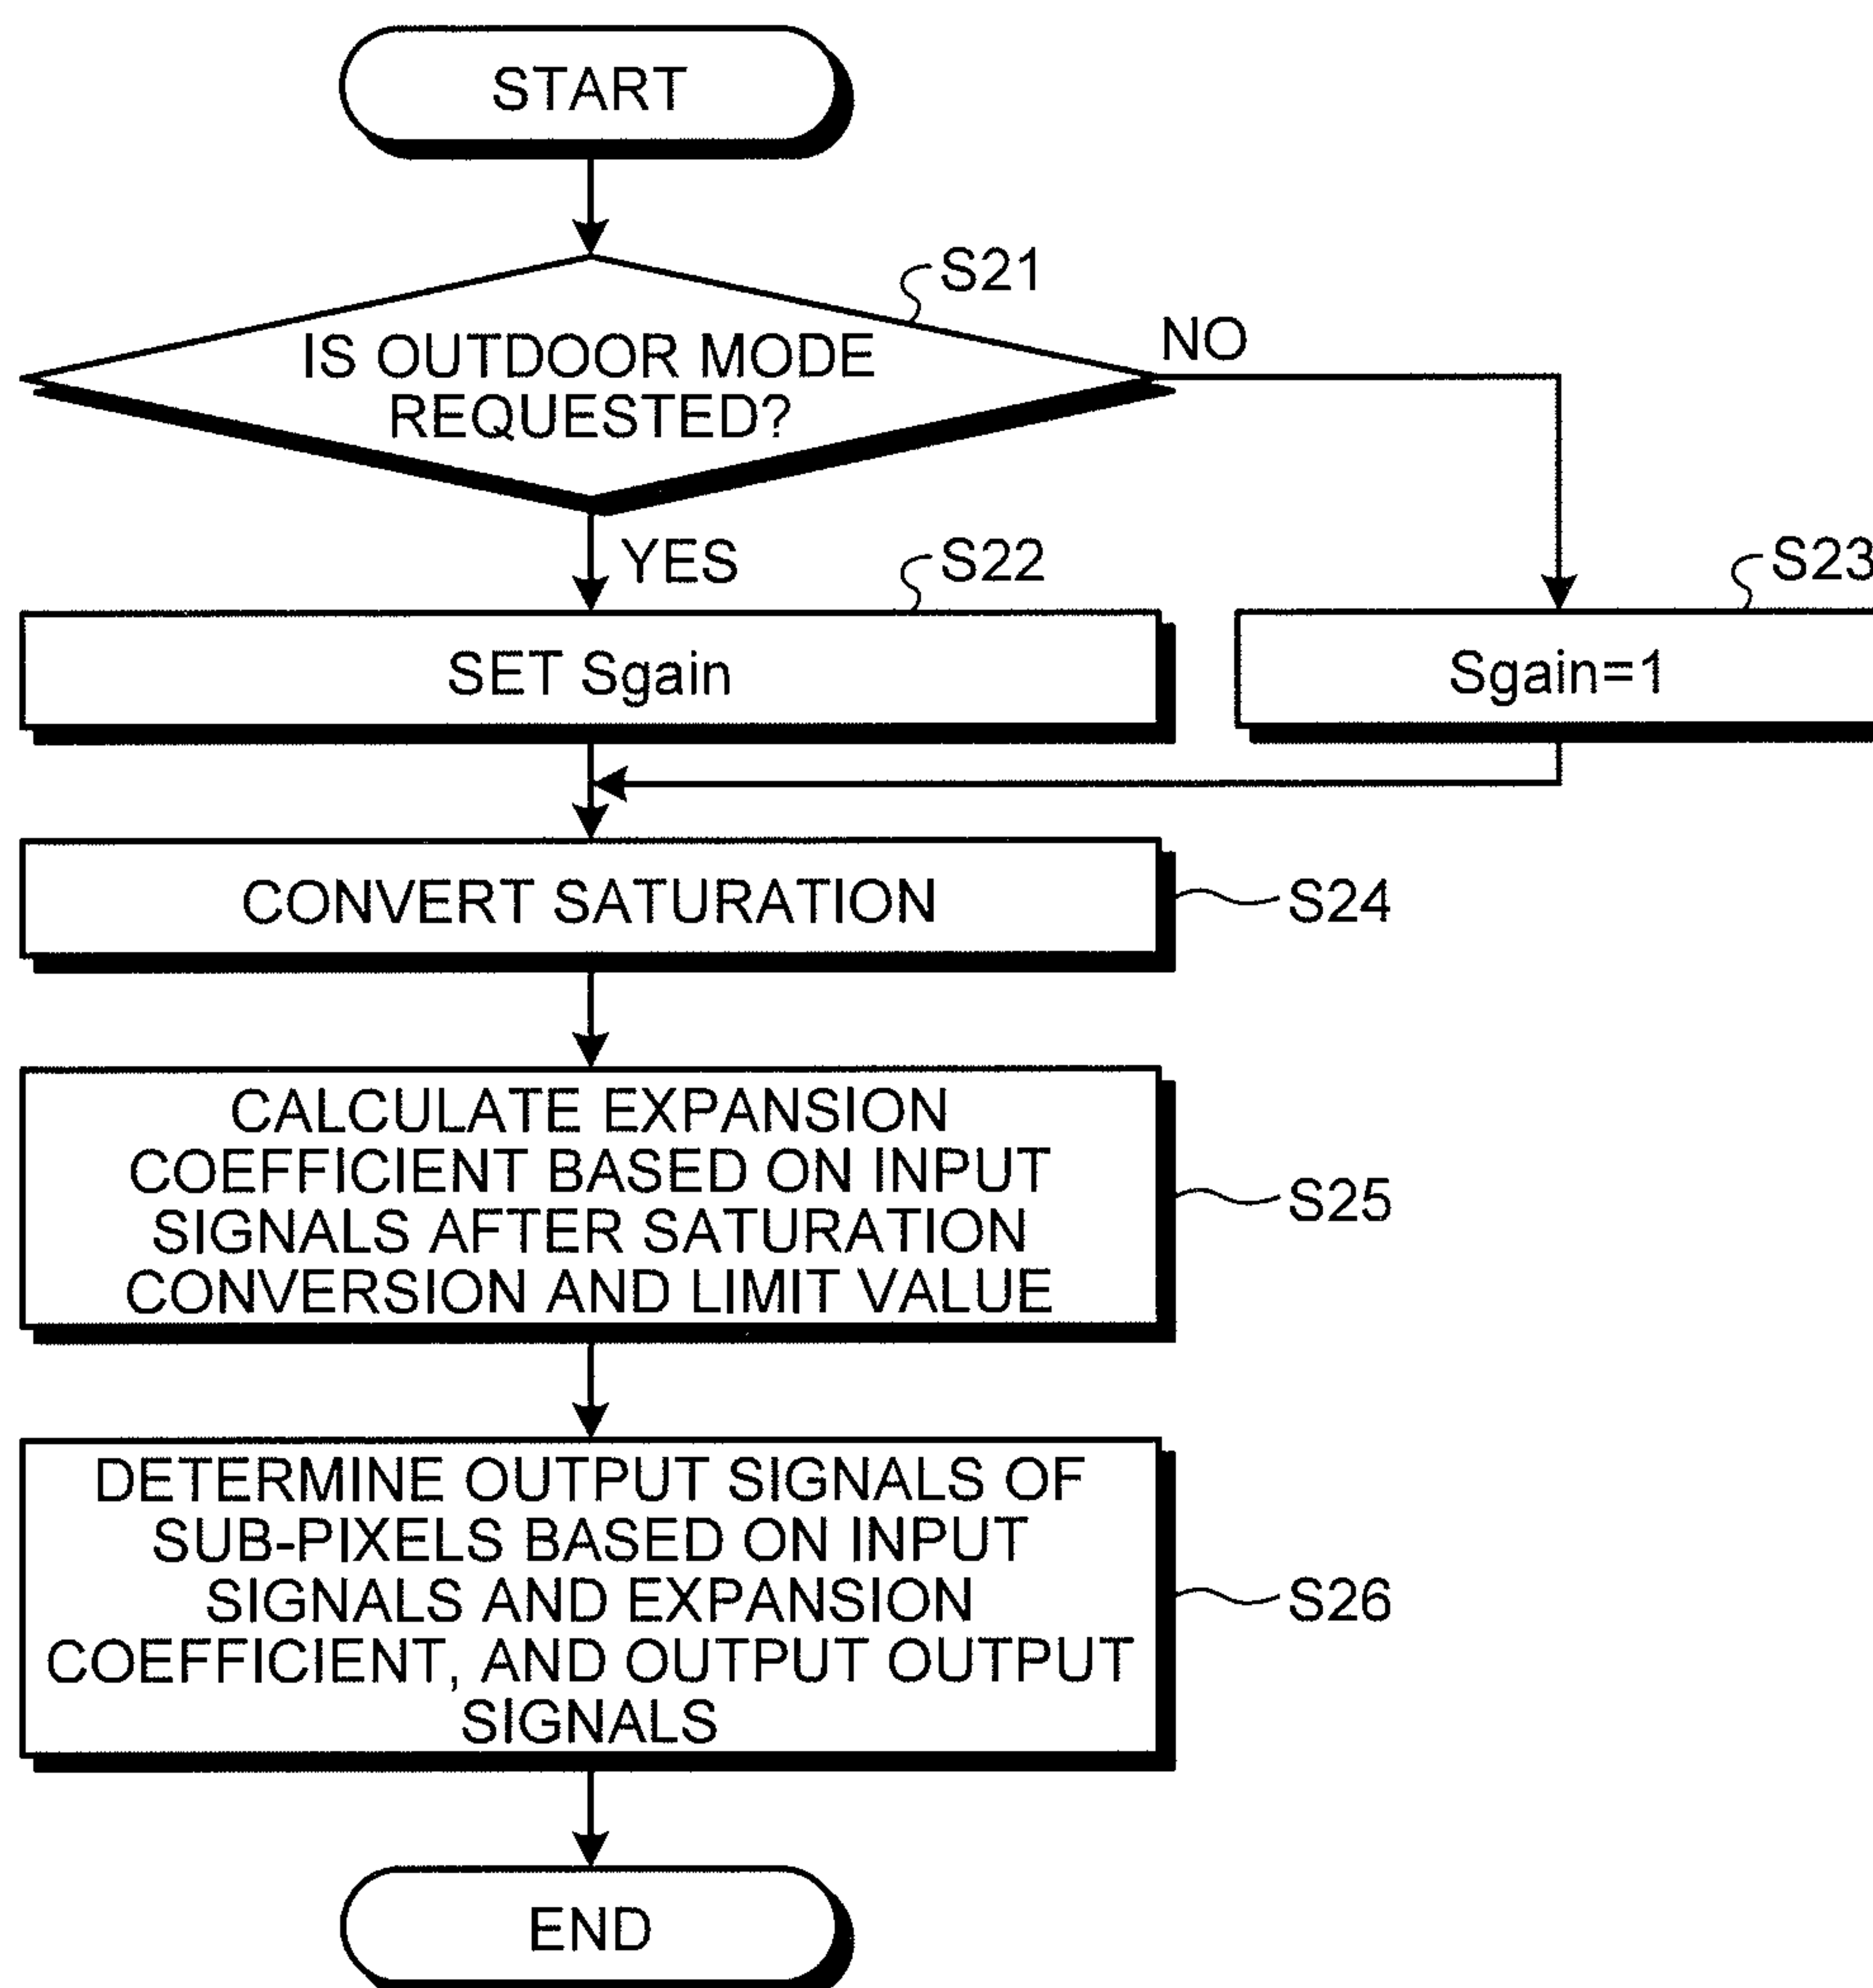 START
S21
IS OUTDOOR MODE
REQUESTED?
NO
YES
S22
S23
SET Sgain
Sgain=1
CONVERT SATURATION
S24
CALCULATE EXPANSION
COEFFICIENT BASED ON INPUT
SIGNALS AFTER SATURATION
CONVERSION AND LIMIT VALUE
S25
DETERMINE OUTPUT SIGNALS OF
SUB-PIXELS BASED ON INPUT
SIGNALS AND EXPANSION
COEFFICIENT, AND OUTPUT OUTPUT
SIGNALS
S26
END